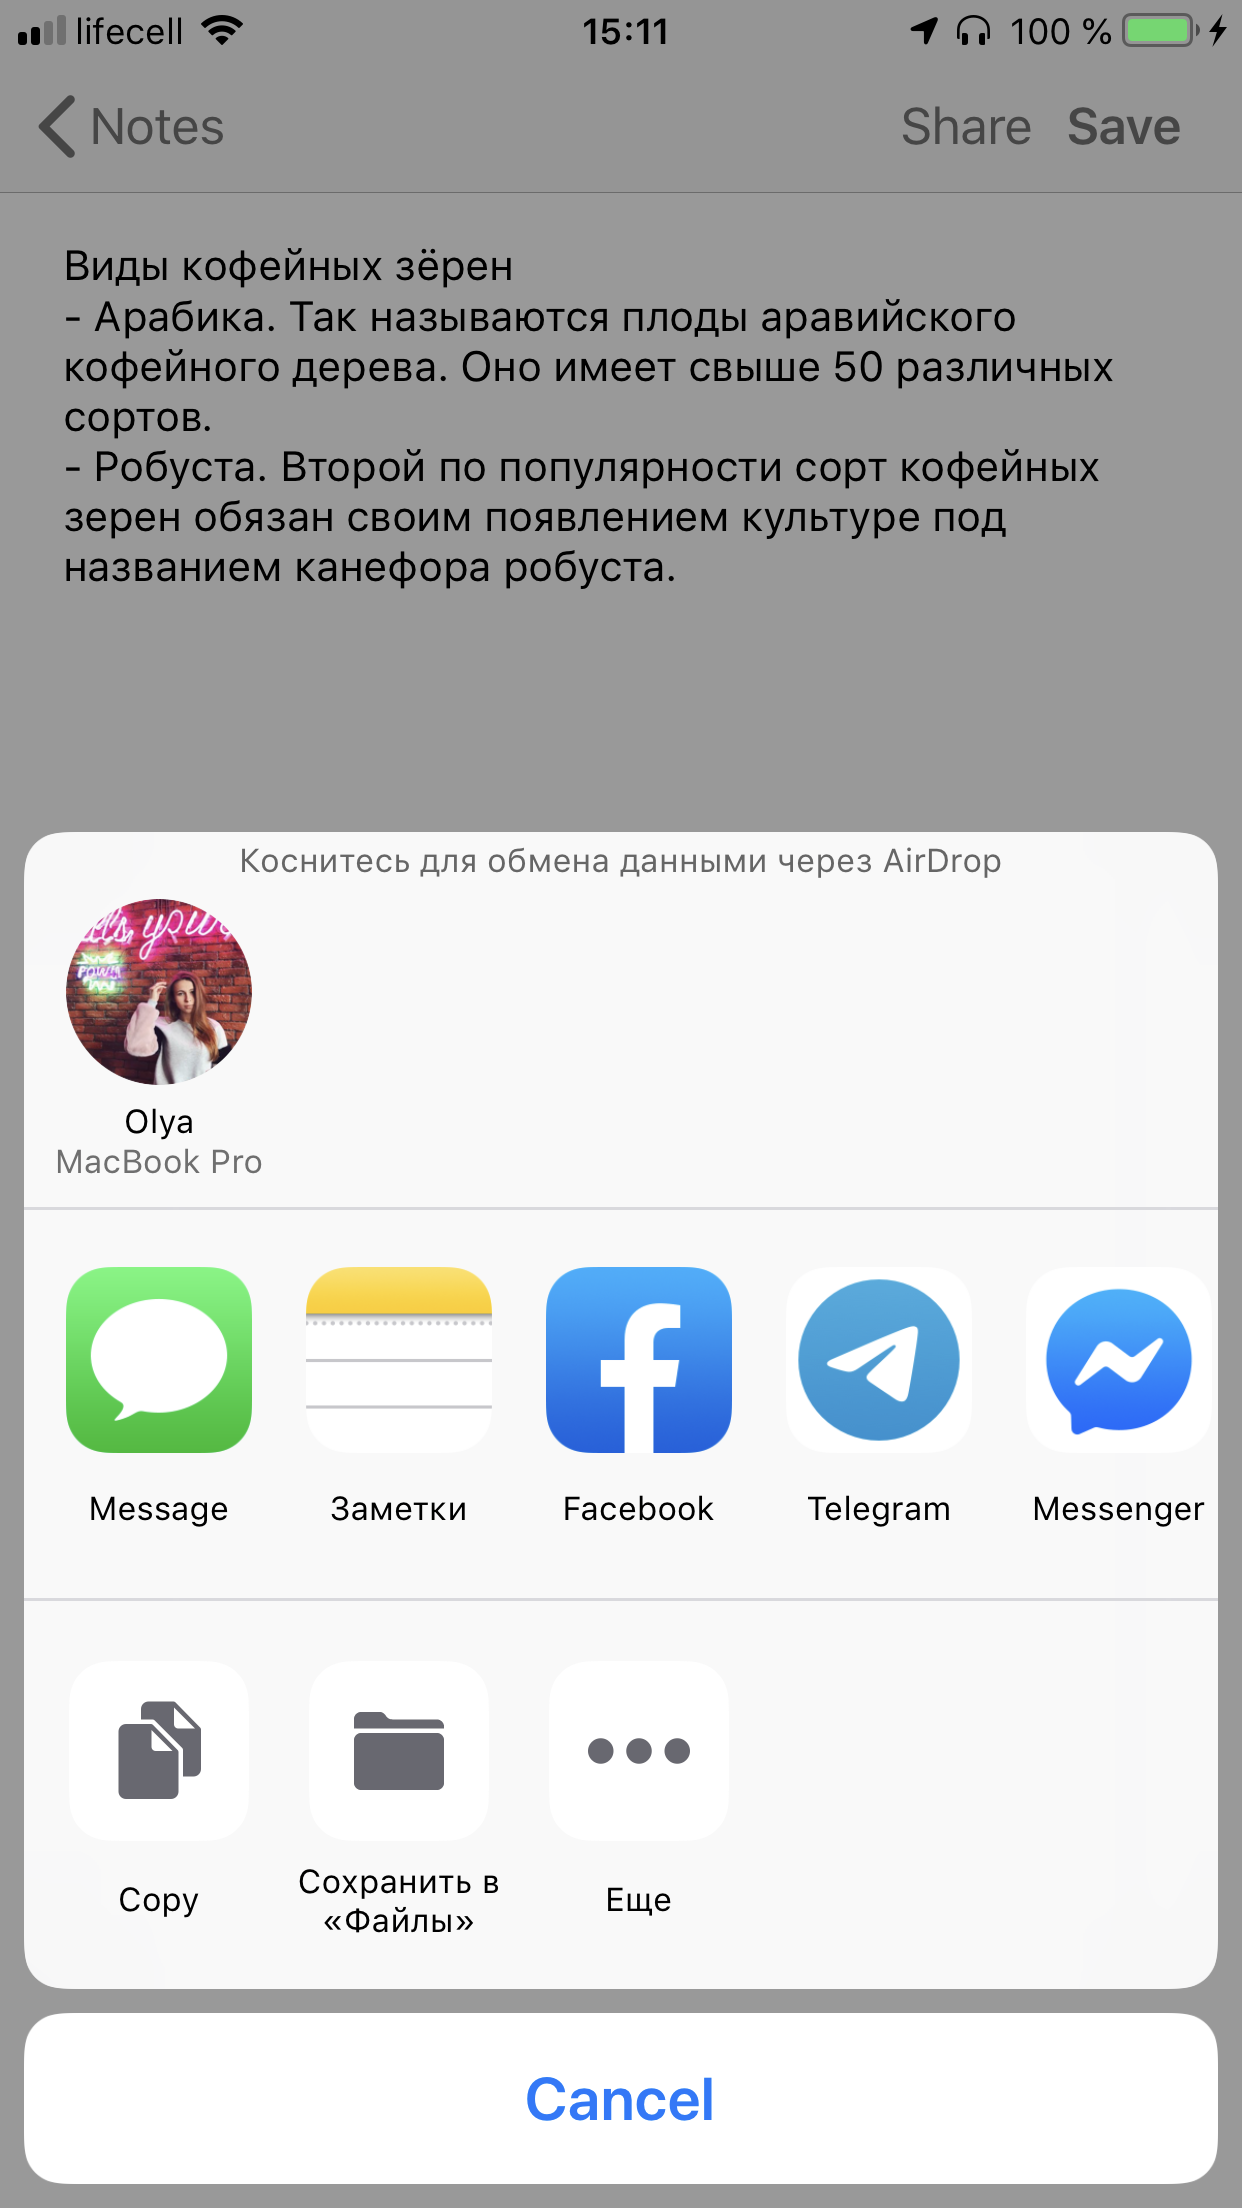 lifecell 15:11 100 %
Notes Share Save
Виды кофейных зёрен
- Арабика. Так называются плоды аравийского
кофейного дерева. Оно имеет свыше 50 различных
сортов.
- Робуста. Второй по популярности сорт кофейных
зерен обязан своим появлением культуре под
названием канефора робуста.
Коснитесь для обмена данными через AirDrop
Olya
MacBook Pro
Message Заметки Facebook Telegram Messenger
Copy Сохранить в «Файлы» Еще
Cancel